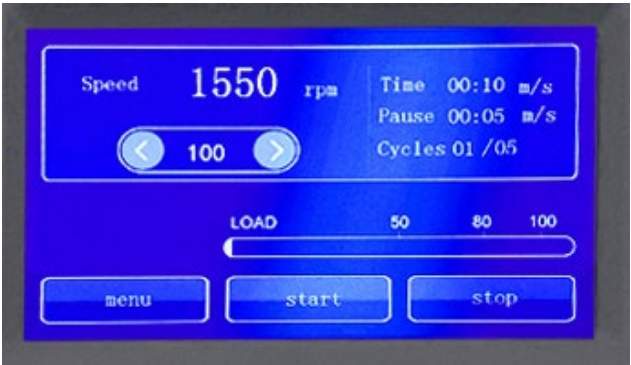 Speed 1550 rpm
Time 00:10 m/s
Pause 00:05 m/s
< 100 >
Cycles 01 /05
LOAD 50 80 100
menu start stop